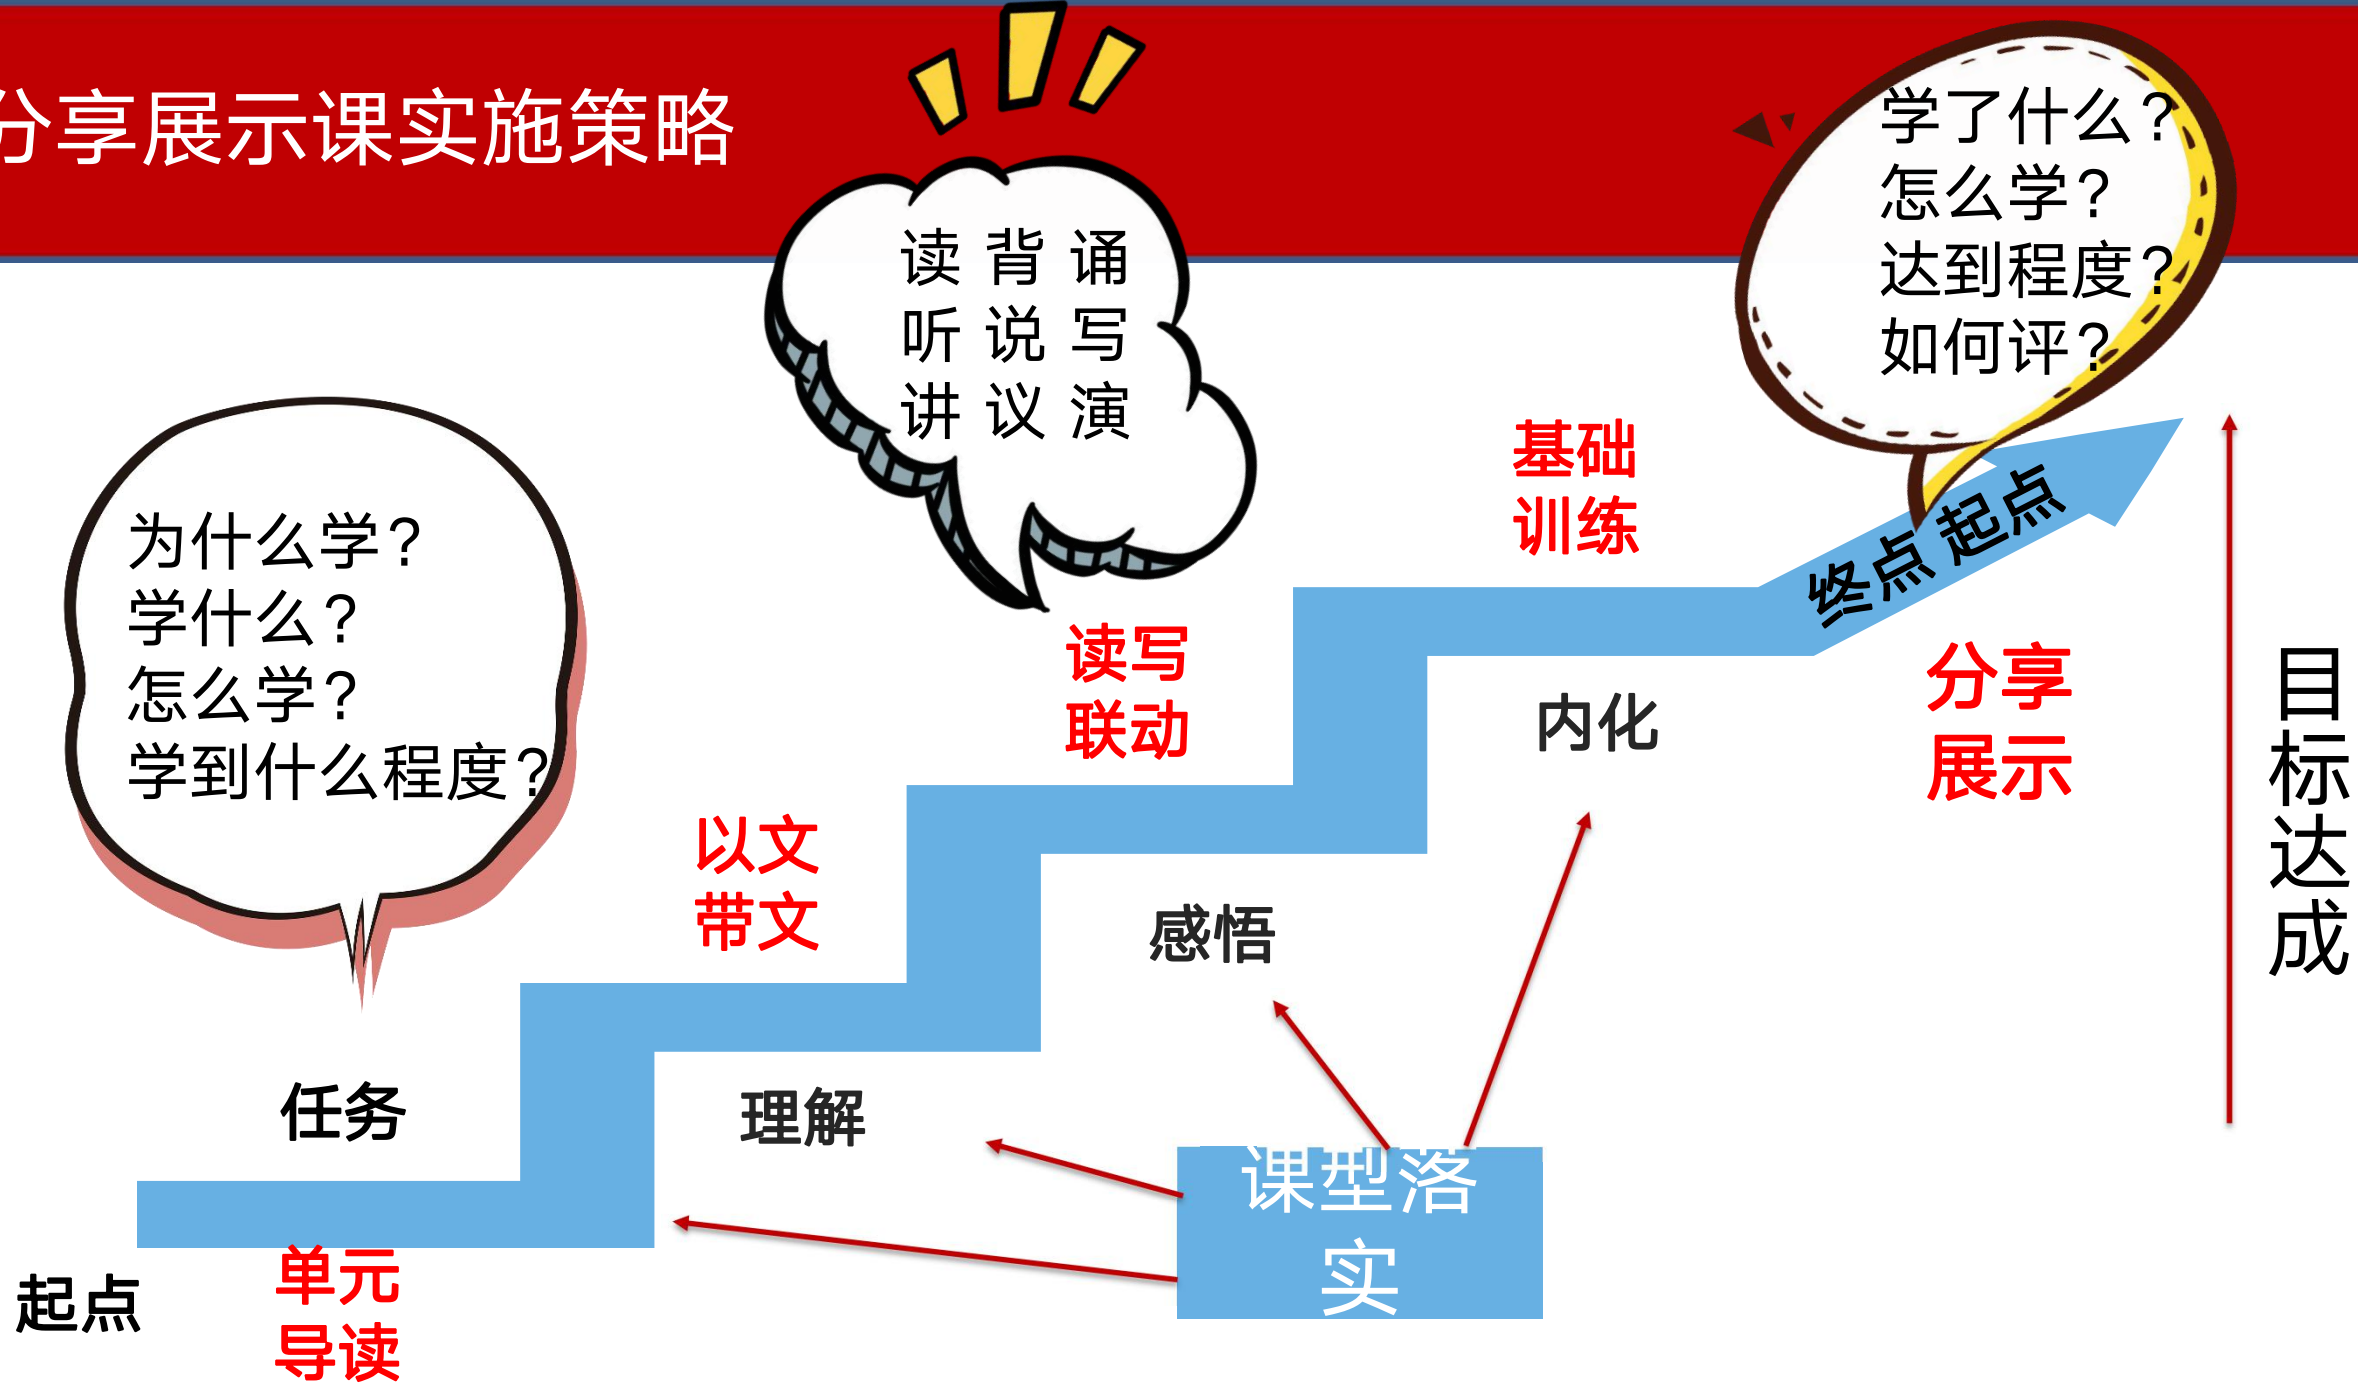 分享展示课实施策略
读 背 诵
听 说 写
讲 议 演
学了什么？
怎么学？
达到程度？
如何评？
为什么学？
学什么？
怎么学？
学到什么程度？
基础
训练
终点 起点
读写
联动
内化
分享
展示
目标达成
以文
带文
感悟
任务
理解
课型落
实
起点
单元
导读